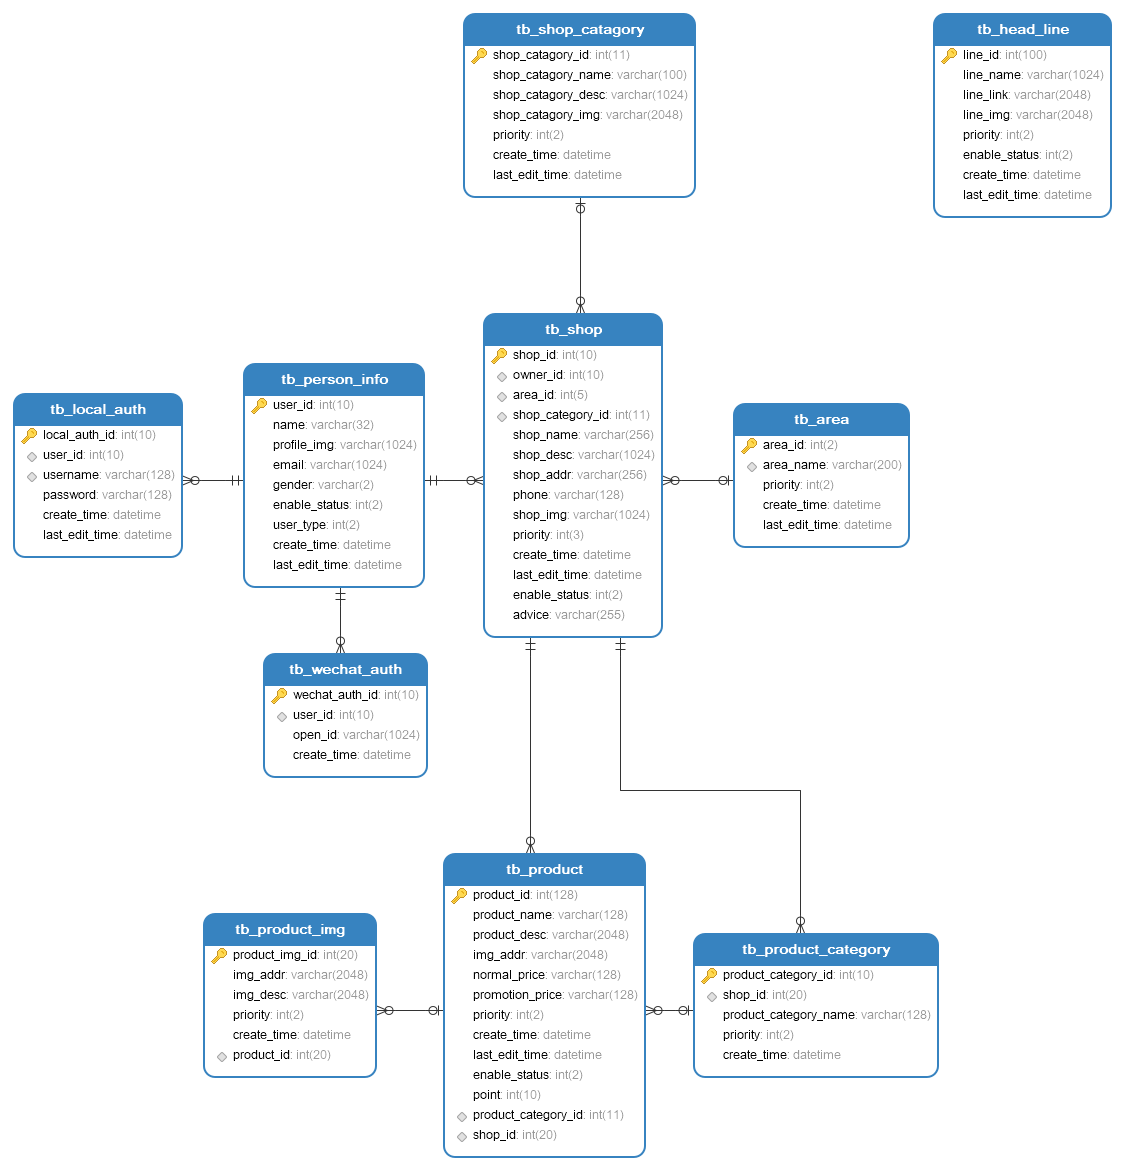 tb_shop_catagory
shop_catagory_id: int(11)
shop_catagory_name: varchar(100)
shop_catagory_desc: varchar(1024)
shop_catagory_img: varchar(2048)
priority: int(2)
create_time: datetime
last_edit_time: datetime
tb_head_line
line_id: int(100)
line_name: varchar(1024)
line_link: varchar(2048)
line_img: varchar(2048)
priority: int(2)
enable_status: int(2)
create_time: datetime
last_edit_time: datetime
tb_local_auth
local_auth_id: int(10)
user_id: int(10)
username: varchar(128)
password: varchar(128)
create_time: datetime
last_edit_time: datetime
tb_person_info
user_id: int(10)
name: varchar(32)
profile_img: varchar(1024)
email: varchar(1024)
gender: varchar(2)
enable_status: int(2)
user_type: int(2)
create_time: datetime
last_edit_time: datetime
tb_shop
shop_id: int(10)
owner_id: int(10)
area_id: int(5)
shop_category_id: int(11)
shop_name: varchar(256)
shop_desc: varchar(1024)
shop_addr: varchar(256)
phone: varchar(128)
shop_img: varchar(1024)
priority: int(3)
create_time: datetime
last_edit_time: datetime
enable_status: int(2)
advice: varchar(255)
tb_area
area_id: int(2)
area_name: varchar(200)
priority: int(2)
create_time: datetime
last_edit_time: datetime
tb_wechat_auth
wechat_auth_id: int(10)
user_id: int(10)
open_id: varchar(1024)
create_time: datetime
tb_product_img
product_img_id: int(20)
img_addr: varchar(2048)
img_desc: varchar(2048)
priority: int(2)
create_time: datetime
product_id: int(20)
tb_product
product_id: int(128)
product_name: varchar(128)
product_desc: varchar(2048)
img_addr: varchar(2048)
normal_price: varchar(128)
promotion_price: varchar(128)
priority: int(2)
create_time: datetime
last_edit_time: datetime
enable_status: int(2)
point: int(10)
product_category_id: int(11)
shop_id: int(20)
tb_product_category
product_category_id: int(10)
shop_id: int(20)
product_category_name: varchar(128)
priority: int(2)
create_time: datetime